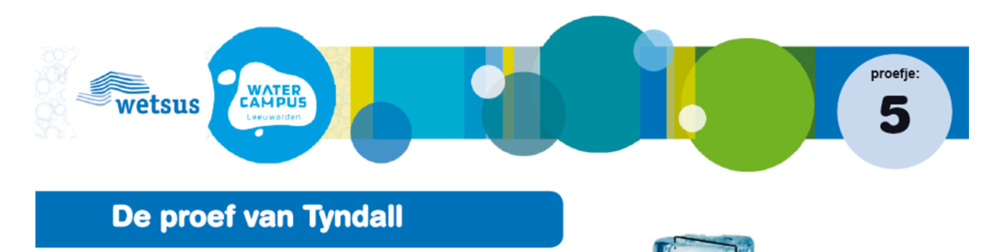 wetsus
WATER
CAMPUS
Leeuwarden
proefje:
5
De proef van Tyndall